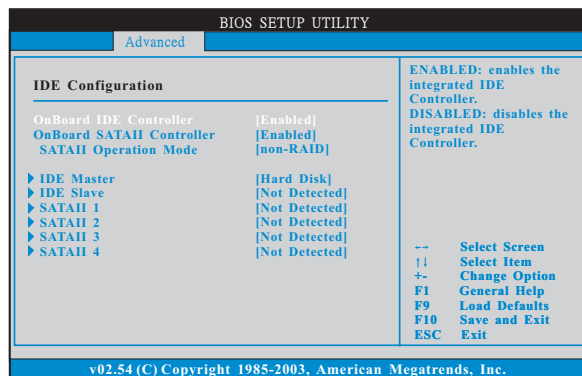 BIOS SETUP UTILITY
Advanced
IDE Configuration
OnBoard IDE Controller [Enabled]
OnBoard SATAII Controller [Enabled]
SATAII Operation Mode [non-RAID]
IDE Master [Hard Disk]
IDE Slave [Not Detected]
SATAII 1 [Not Detected]
SATAII 2 [Not Detected]
SATAII 3 [Not Detected]
SATAII 4 [Not Detected]
ENABLED: enables the
integrated IDE
Controller.
DISABLED: disables the
integrated IDE
Controller.
↔ Select Screen
↑↓ Select Item
+- Change Option
F1 General Help
F9 Load Defaults
F10 Save and Exit
ESC Exit
v02.54 (C) Copyright 1985-2003, American Megatrends, Inc.